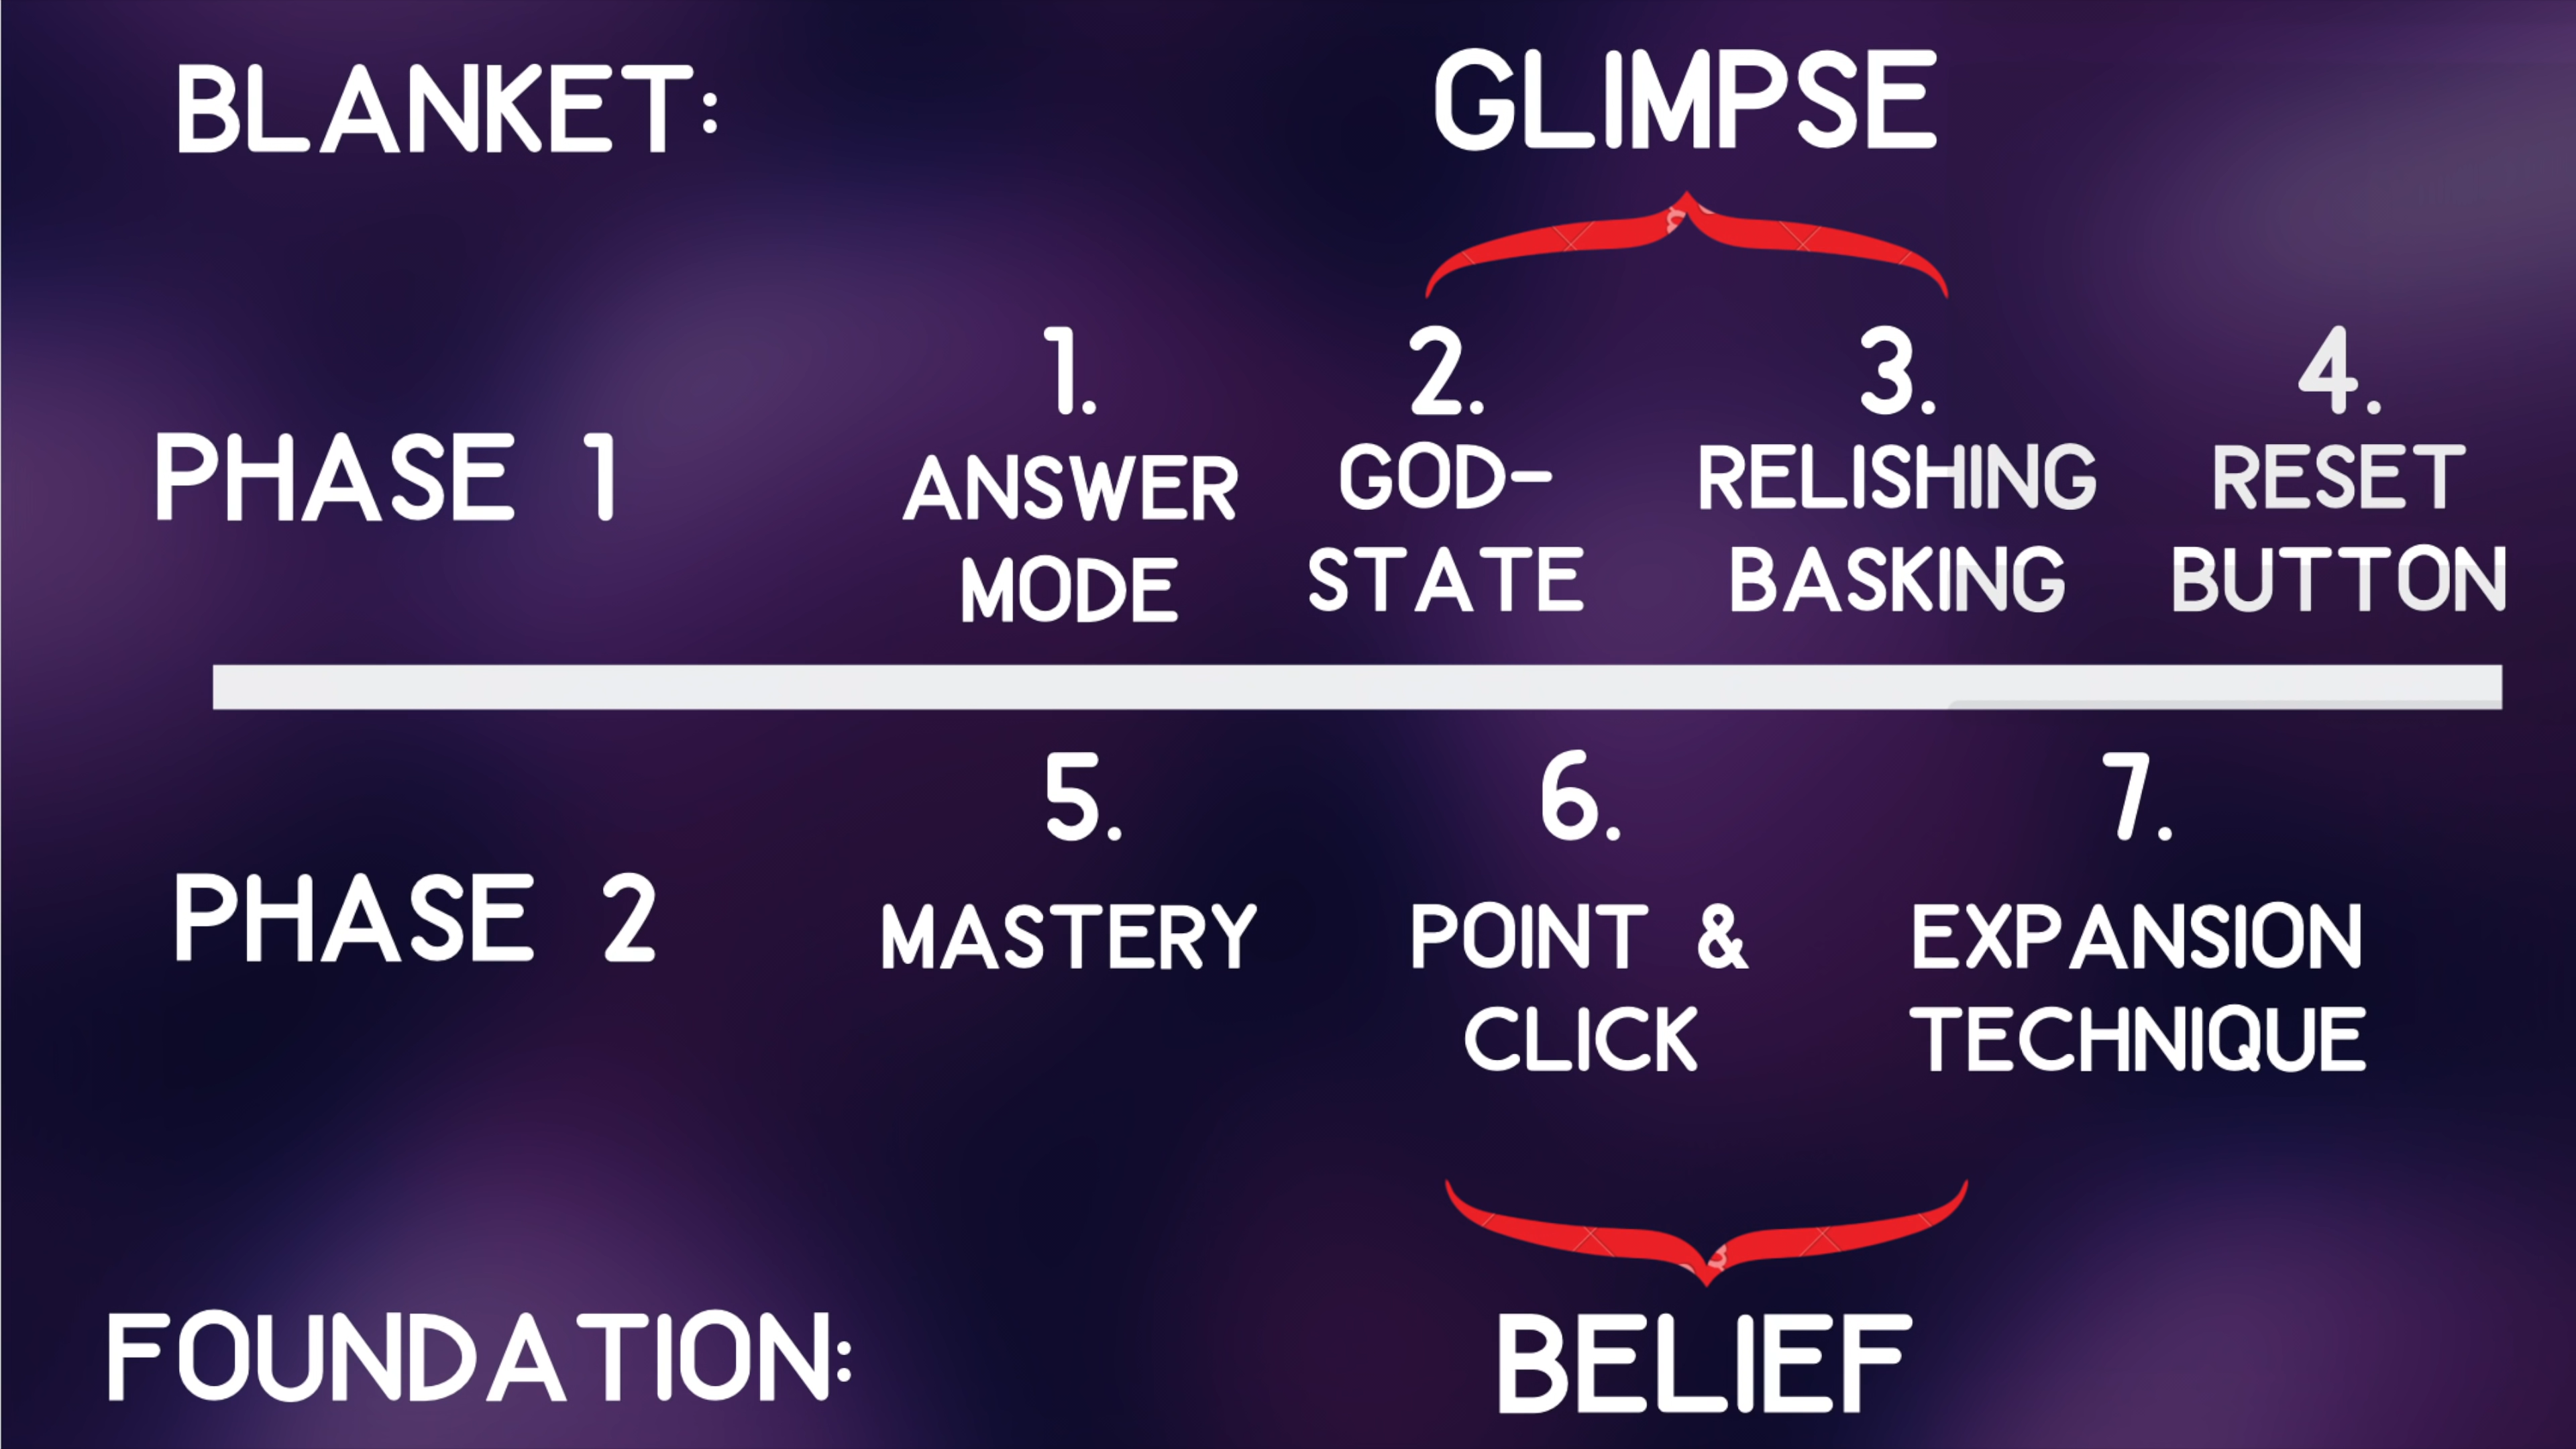 BLANKET: GLIMPSE
PHASE 1
1. 2. 3. 4.
ANSWER GOD- RELISHING RESET
MODE STATE BASKING BUTTON
5. 6. 7.
PHASE 2
MASTERY POINT & EXPANSION
CLICK TECHNIQUE
FOUNDATION: BELIEF